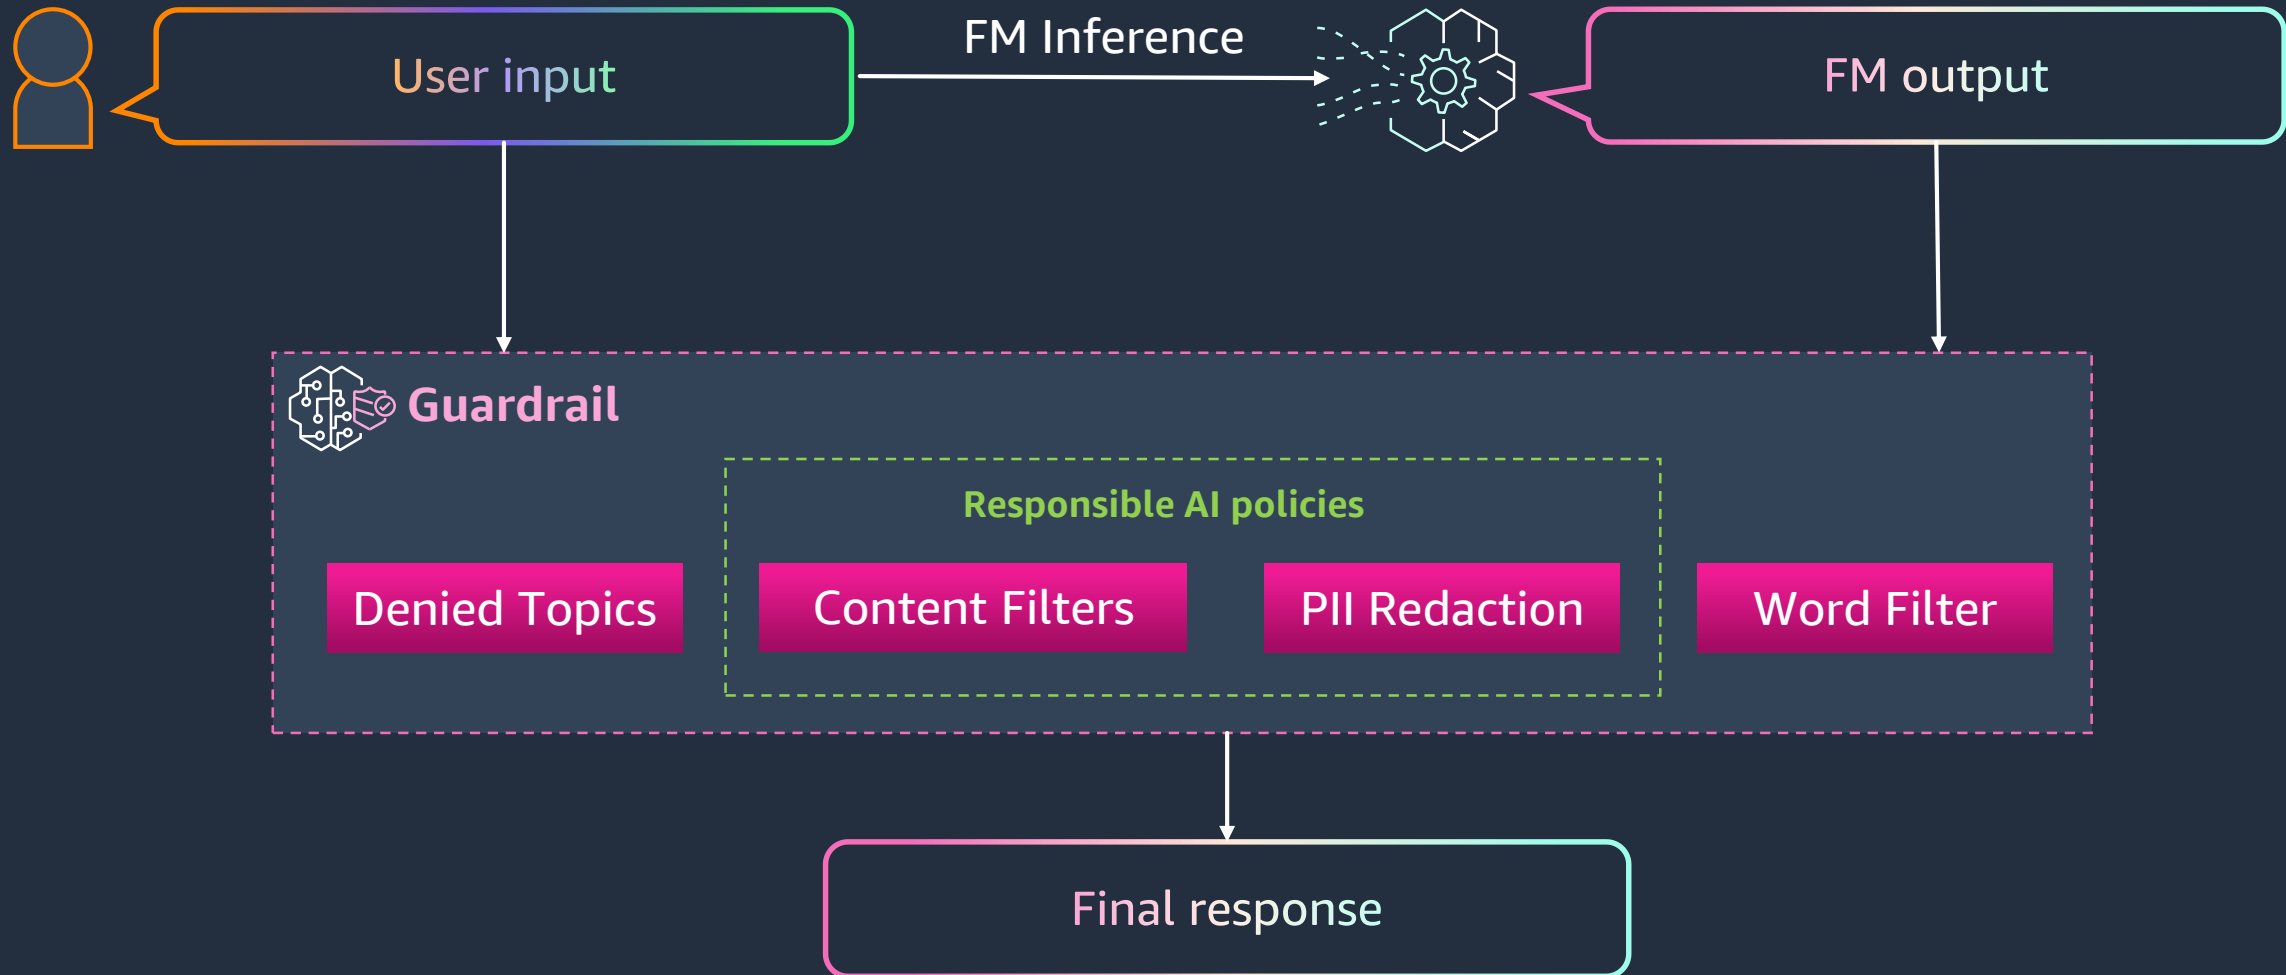 User input
FM Inference
FM output
Guardrail
Responsible AI policies
Denied Topics
Content Filters
PII Redaction
Word Filter
Final response